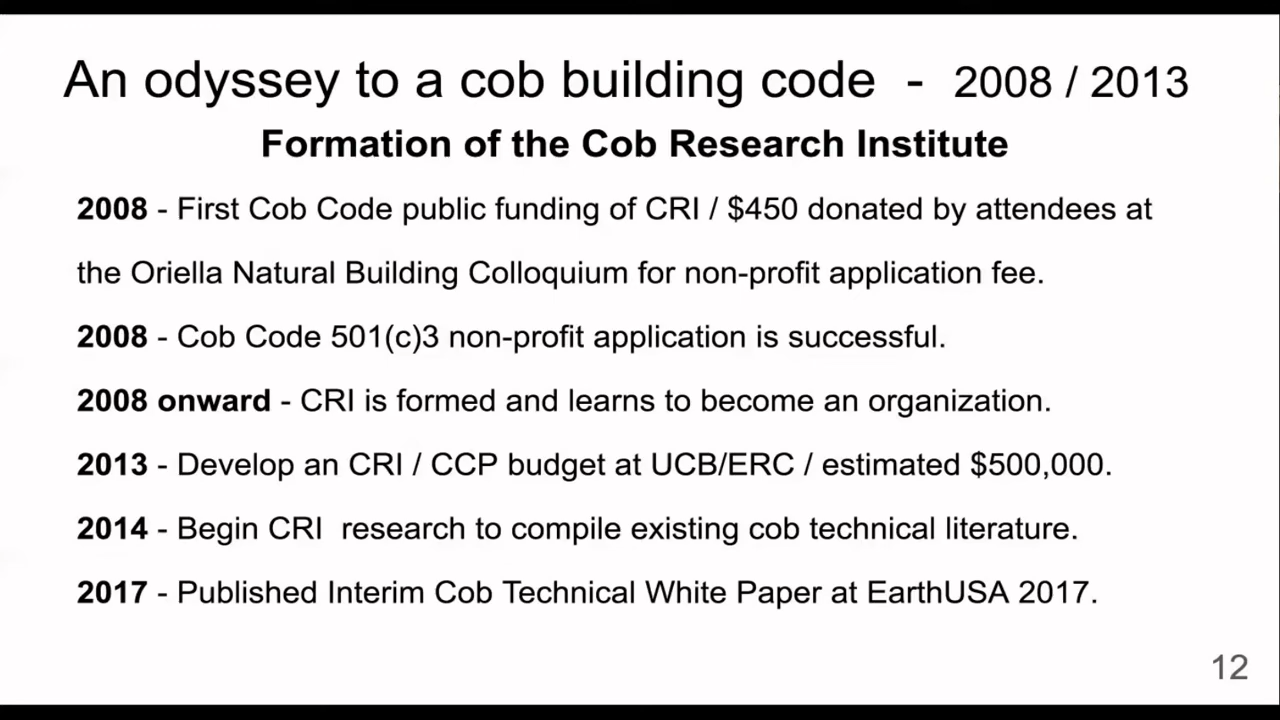 An odyssey to a cob building code - 2008 / 2013
Formation of the Cob Research Institute
2008 - First Cob Code public funding of CRI / $450 donated by attendees at
the Oriella Natural Building Colloquium for non-profit application fee.
2008 - Cob Code 501(c)3 non-profit application is successful.
2008 onward - CRI is formed and learns to become an organization.
2013 - Develop an CRI / CCP budget at UCB/ERC / estimated $500,000.
2014 - Begin CRI research to compile existing cob technical literature.
2017 - Published Interim Cob Technical White Paper at EarthUSA 2017.
12